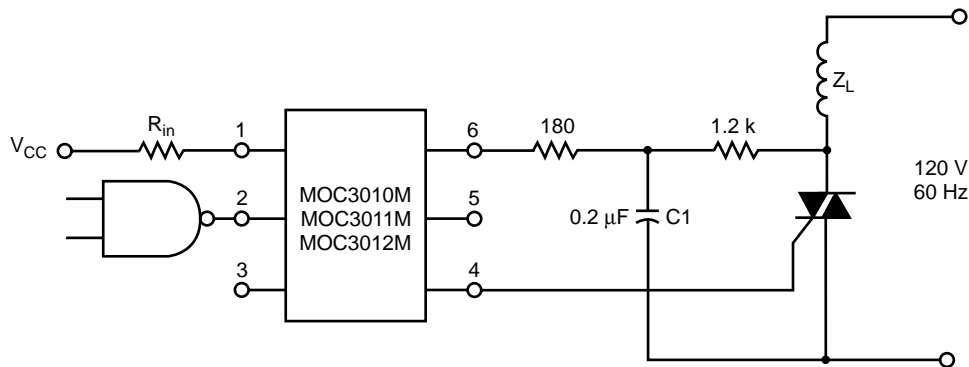 Z_L
R_in
V_CC
1
2
3
MOC3010M
MOC3011M
MOC3012M
6
5
4
180
1.2 k
0.2 μF
C1
120 V
60 Hz